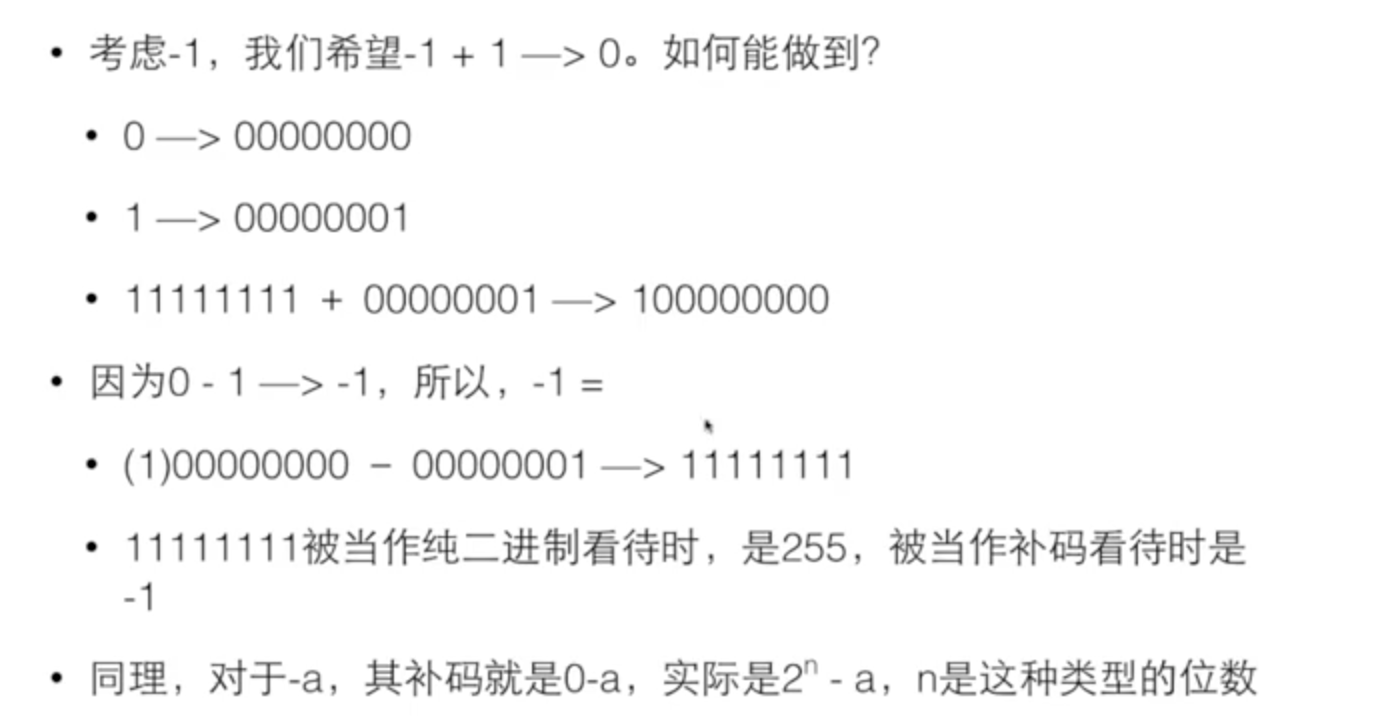 • 考虑-1，我们希望-1 + 1 —> 0。如何能做到？
• 0 —> 00000000
• 1 —> 00000001
• 11111111 + 00000001 —> 100000000
• 因为0 - 1 —> -1，所以，-1 =
• (1)00000000 – 00000001 —> 11111111
• 11111111被当作纯二进制看待时，是255，被当作补码看待时是
-1
• 同理，对于-a，其补码就是0-a，实际是2ⁿ - a，n是这种类型的位数